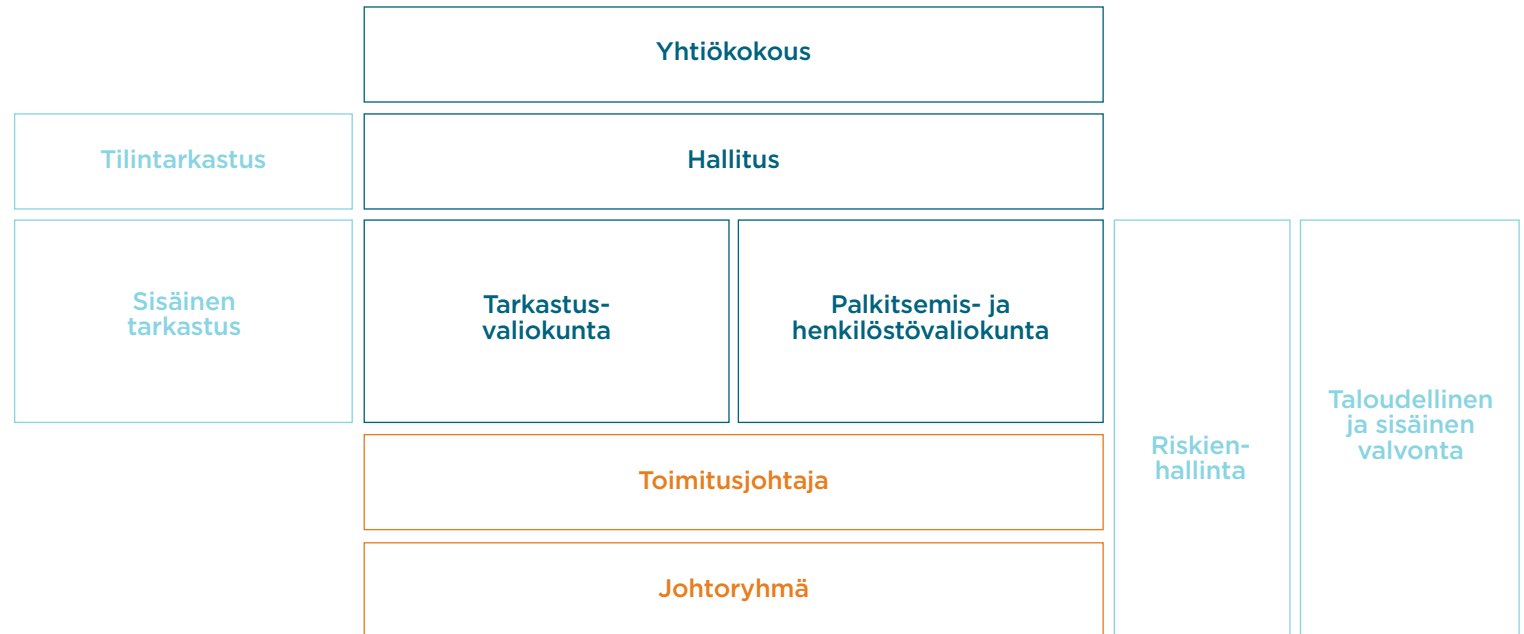 Yhtiökokous
Tilintarkastus
Hallitus
Sisäinen
tarkastus
Tarkastus-
valiokunta
Palkitsemis- ja
henkilöstövaliokunta
Riskien-
hallinta
Taloudellinen
ja sisäinen
valvonta
Toimitusjohtaja
Johtoryhmä